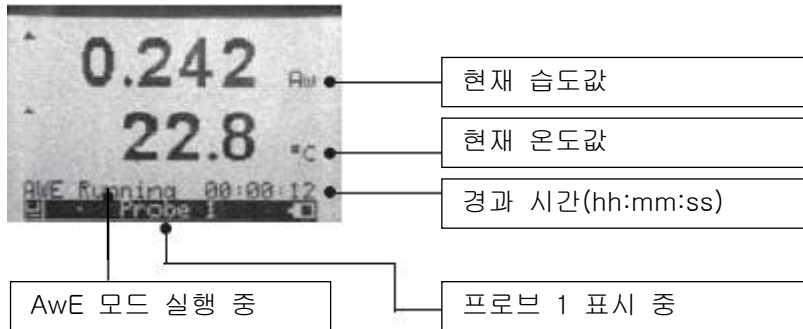 0.242 Aw
현재 습도값
22.8 °C
현재 온도값
AWE Running 00:00:12
경과 시간(hh:mm:ss)
Probe 1
AwE 모드 실행 중
프로브 1 표시 중